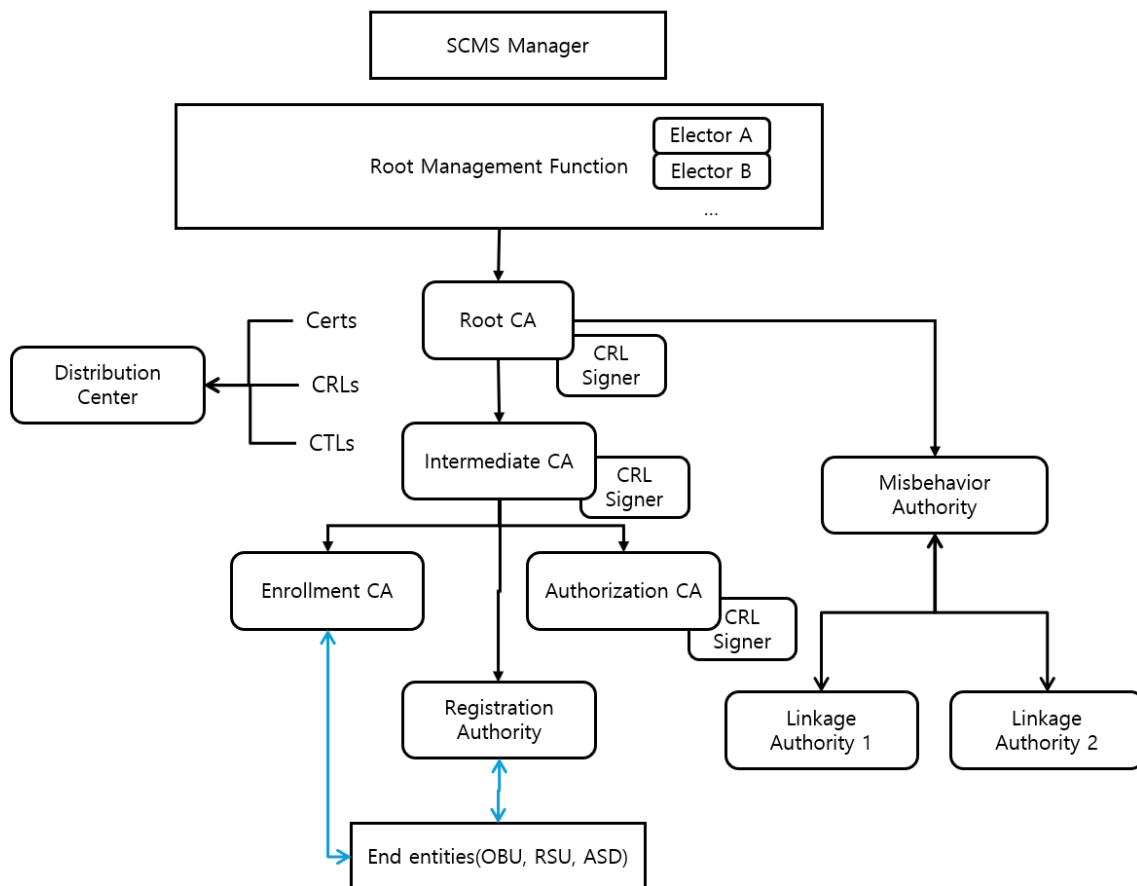 SCMS Manager
Root Management Function
Elector A
Elector B
...
Root CA
CRL
Signer
Certs
CRLs
CTLs
Distribution
Center
Intermediate CA
CRL
Signer
Misbehavior
Authority
Enrollment CA
Authorization CA
CRL
Signer
Registration
Authority
Linkage
Authority 1
Linkage
Authority 2
End entities(OBU, RSU, ASD)